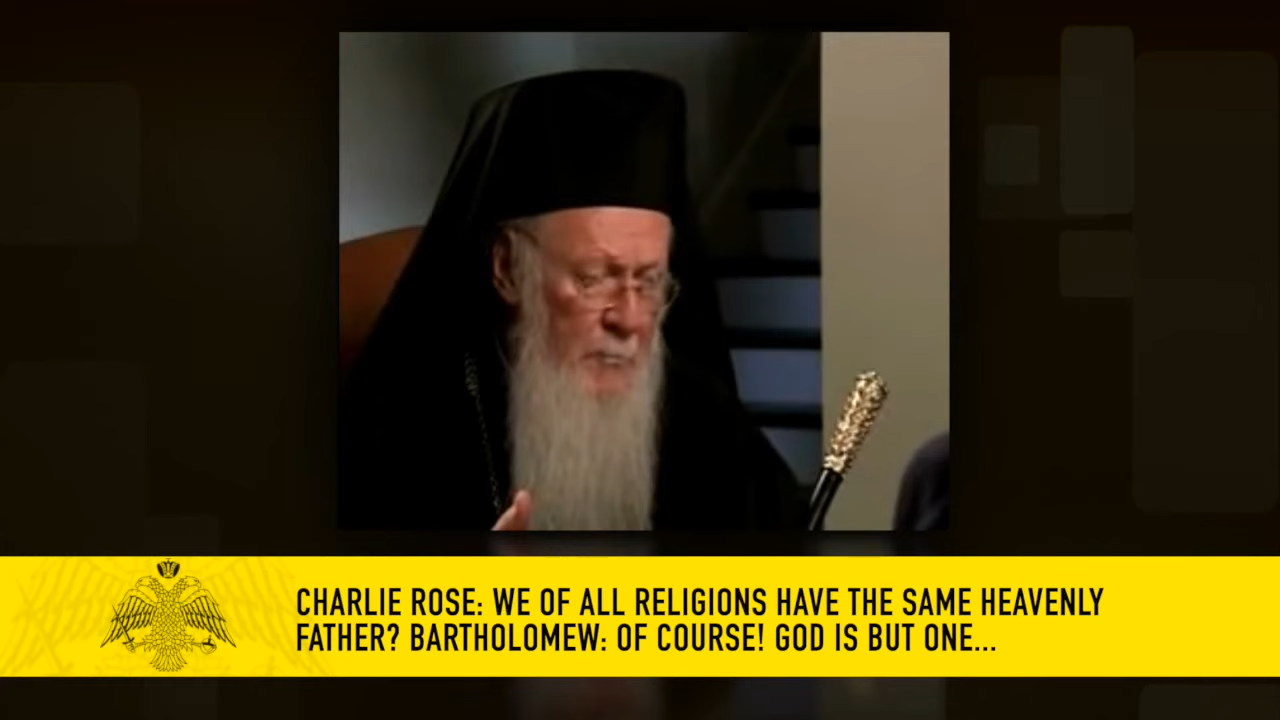 CHARLIE ROSE: WE OF ALL RELIGIONS HAVE THE SAME HEAVENLY
FATHER? BARTHOLOMEW: OF COURSE! GOD IS BUT ONE...